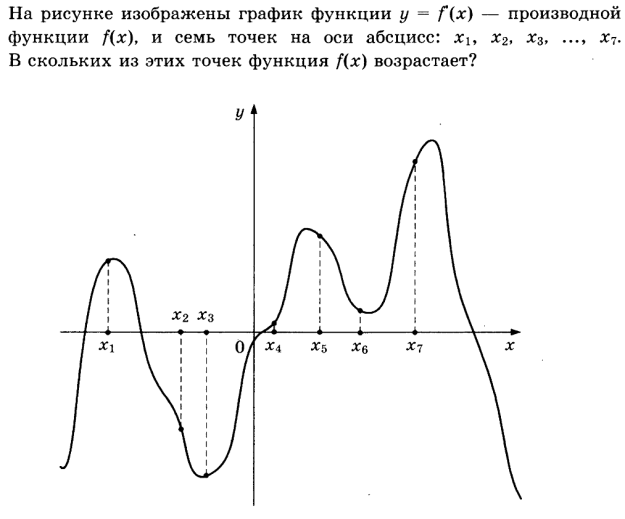 На рисунке изображены график функции y = f′(x) — производной
функции f(x), и семь точек на оси абсцисс: x₁, x₂, x₃, ..., x₇.
В скольких из этих точек функция f(x) возрастает?
y
x₂ x₃
x₁ 0 x₄ x₅ x₆ x₇ x